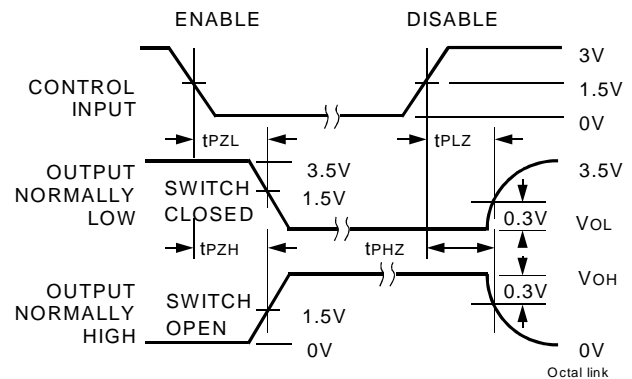 ENABLE
DISABLE
CONTROL
INPUT
3V
1.5V
0V
tPZL
tPLZ
OUTPUT
NORMALLY
LOW
SWITCH
CLOSED
3.5V
1.5V
3.5V
0.3V
VOL
tPZH
tPHZ
OUTPUT
NORMALLY
HIGH
SWITCH
OPEN
1.5V
0V
0.3V
VOH
0V
Octal link